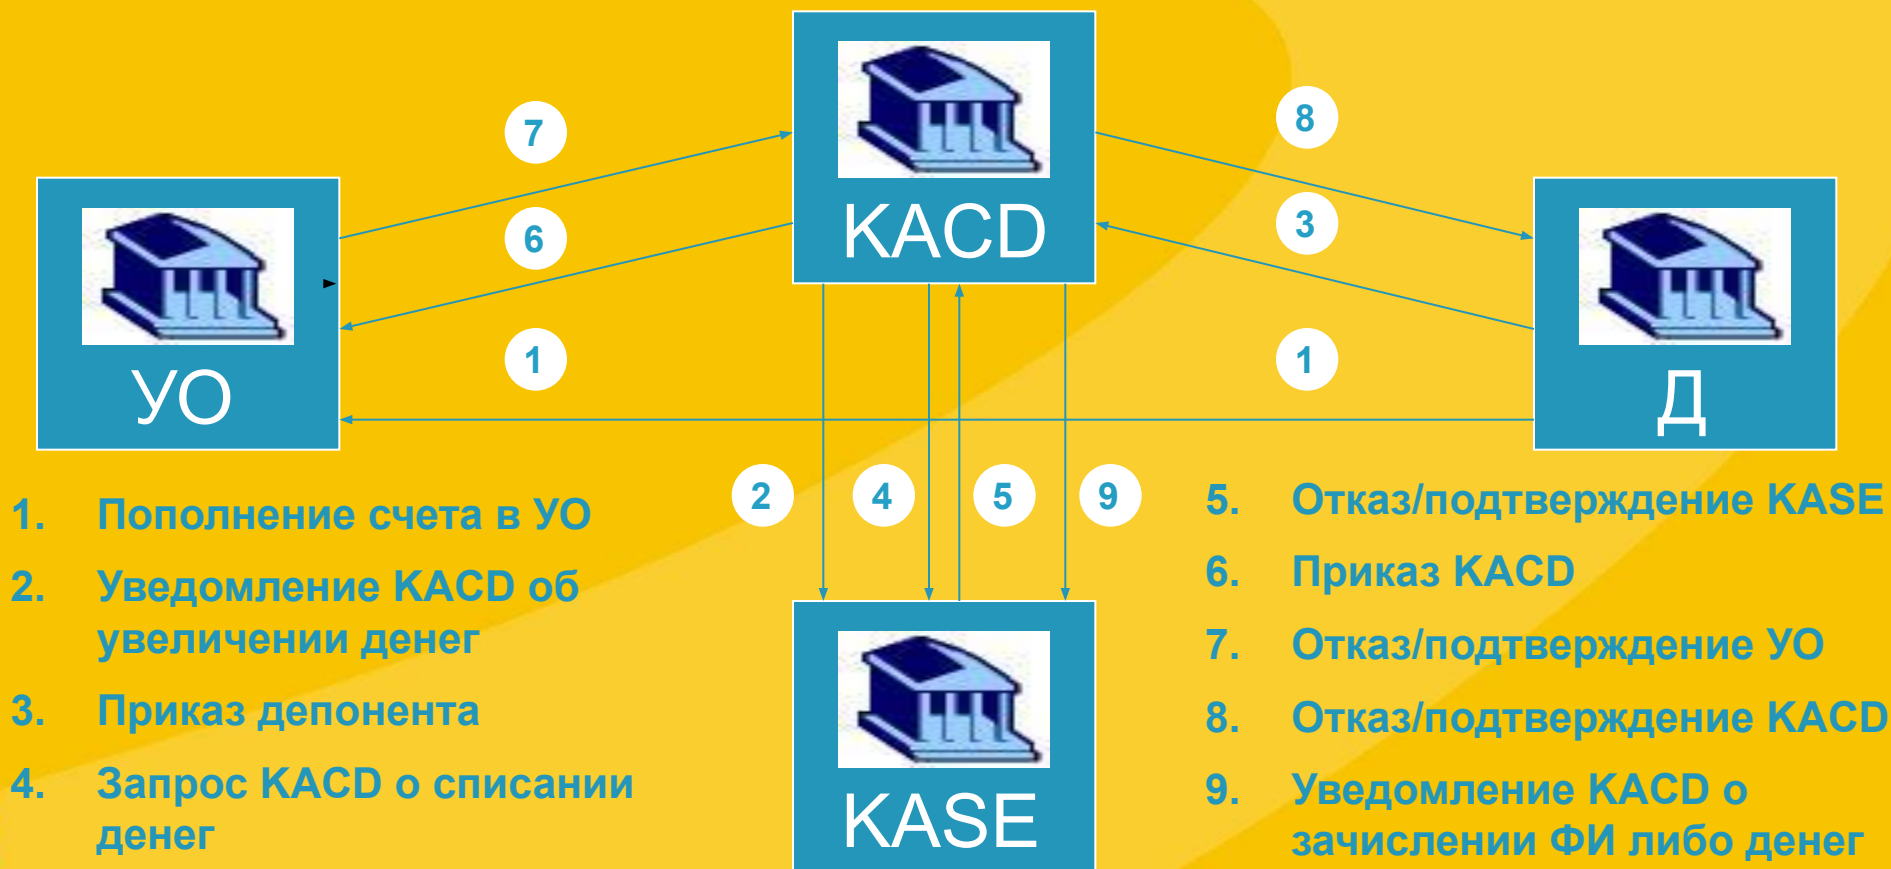 KACD
7
8
6
3
УО
1
1
Д
2
4
5
9
1. Пополнение счета в УО
2. Уведомление KACD об
увеличении денег
3. Приказ депонента
4. Запрос KACD о списании
денег
KASE
5. Отказ/подтверждение KASE
6. Приказ KACD
7. Отказ/подтверждение УО
8. Отказ/подтверждение KACD
9. Уведомление KACD о
зачислении ФИ либо денег